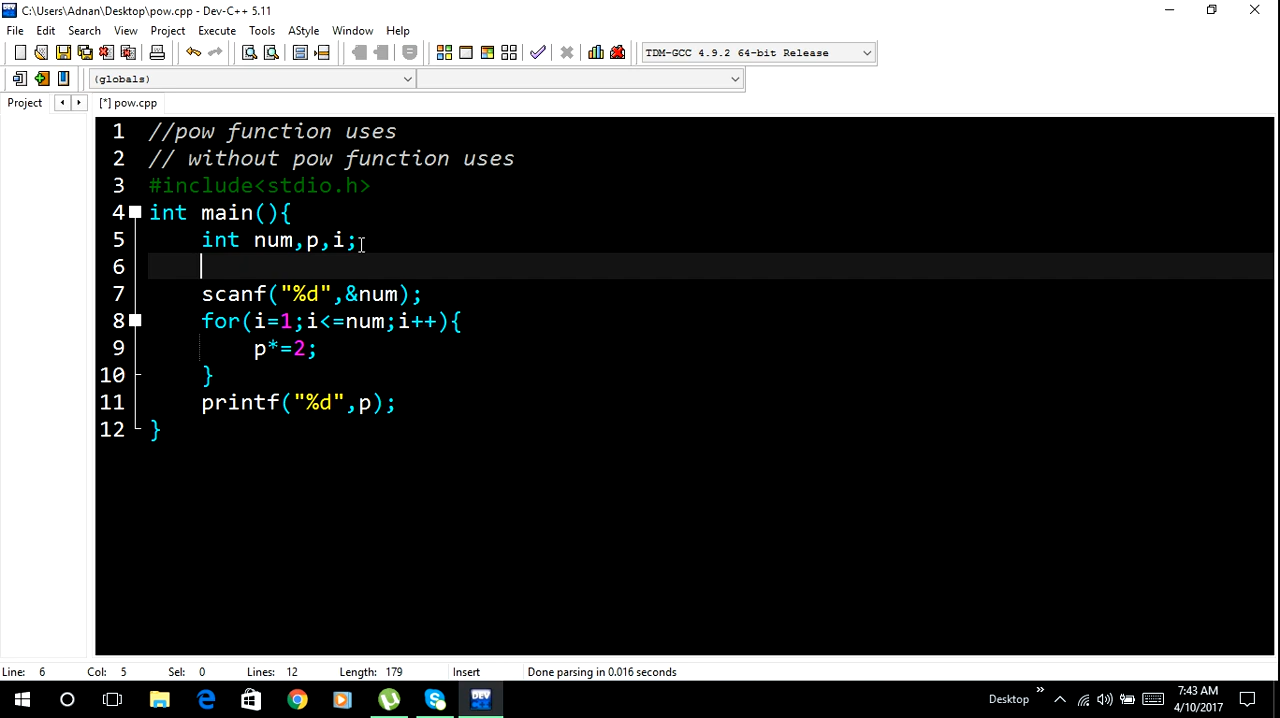 C:\Users\Adnan\Desktop\pow.cpp - Dev-C++ 5.11
File Edit Search View Project Execute Tools AStyle Window Help
TDM-GCC 4.9.2 64-bit Release
(globals)
Project [*] pow.cpp
1 //pow function uses
2 // without pow function uses
3 #include<stdio.h>
4 int main(){
5 int num,p,i;
6
7 scanf("%d",&num);
8 for(i=1;i<=num;i++){
9 p*=2;
10 }
11 printf("%d",p);
12 }
Line: 6 Col: 5 Sel: 0 Lines: 12 Length: 179 Insert Done parsing in 0.016 seconds
DEV
Desktop
7:43 AM
4/10/2017